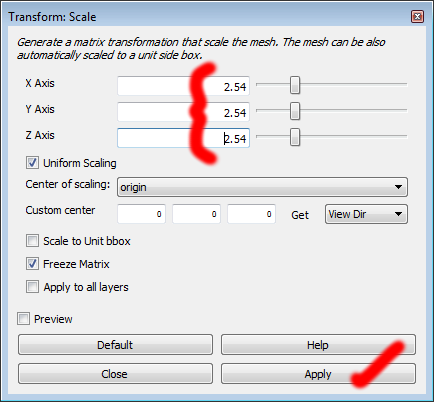 Transform: Scale
Generate a matrix transformation that scale the mesh. The mesh can be also
automatically scaled to a unit side box.
X Axis 2.54
Y Axis 2.54
Z Axis 2.54
Uniform Scaling
Center of scaling: origin
Custom center 0 0 0 Get View Dir
Scale to Unit bbox
Freeze Matrix
Apply to all layers
Preview
Default Help
Close Apply